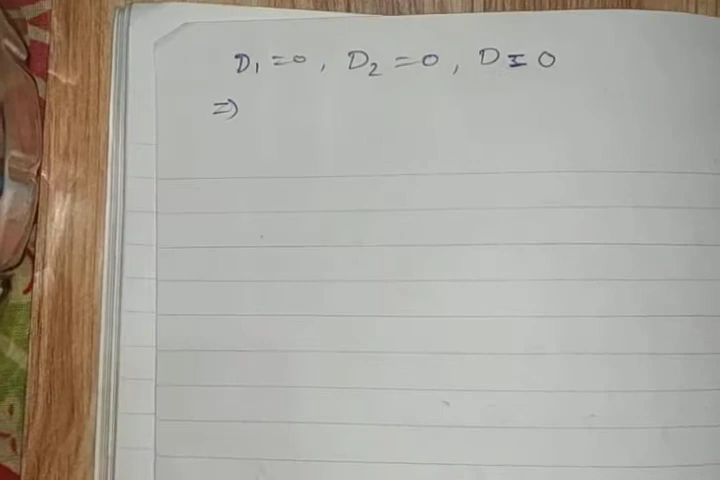 D₁ = 0, D₂ = 0, D = 0
⇒